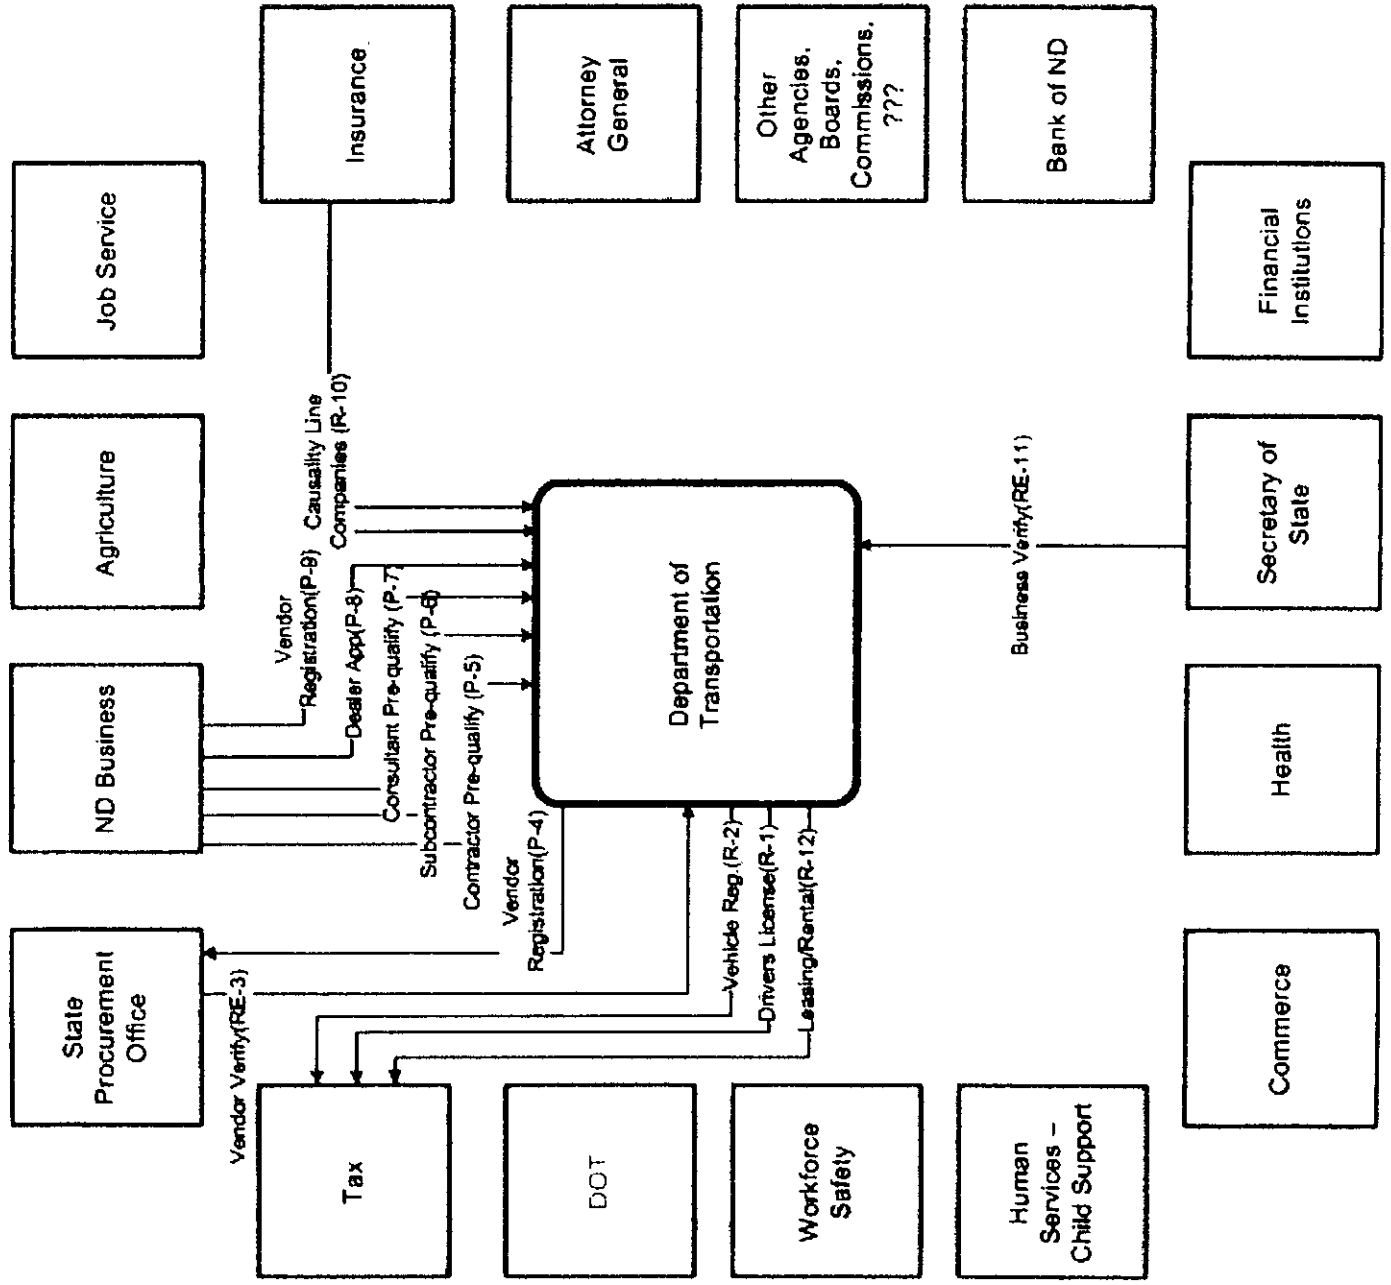 State
Procurement
Office
ND Business
Agriculture
Job Service
Tax
Vendor Verify(RE-3)
Vendor
Registration(P-4)
Contractor Pre-qualify (P-5)
Subcontractor Pre-qualify (P-6)
Consultant Pre-qualify (P-7)
Dealer App(P-8)
Vendor
Registration(P-9)
Causality Line
Companies (R-10)
Insurance
DOT
Vehicle Reg.(R-2)
Drivers License(R-1)
Leasing/Rental(R-12)
Department of
Transportation
Attorney
General
Workforce
Safety
Other
Agencies.
Boards,
Commissions.
???
Human
Services –
Child Support
Business Verify(RE-11)
Bank of ND
Commerce
Health
Secretary of
State
Financial
Institutions